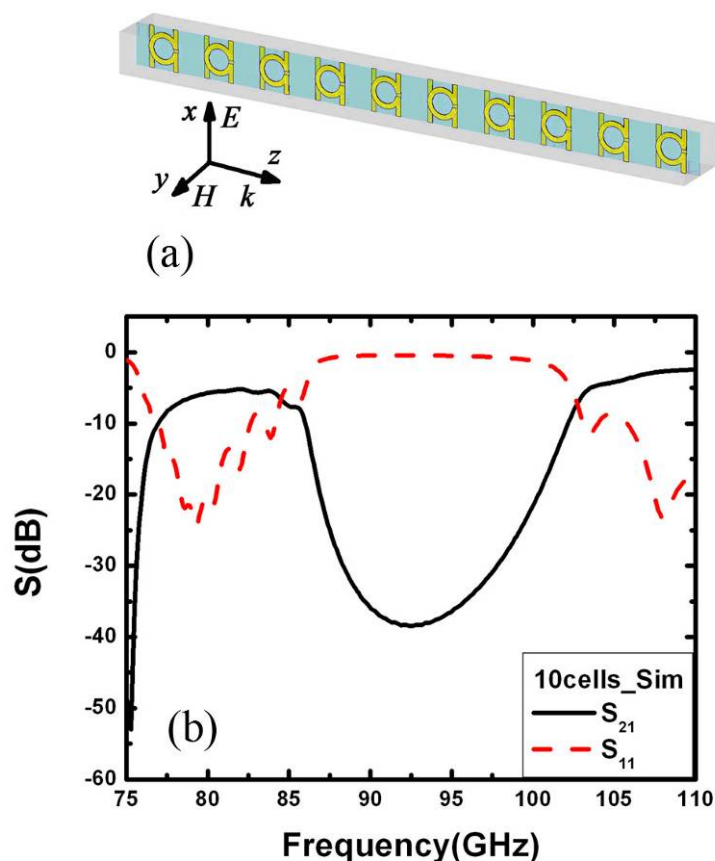 x E
y H k z
(a)
0
-10
-20
-30
-40
-50
-60
S(dB)
(b)
10cells_Sim
S21
S11
75 80 85 90 95 100 105 110
Frequency(GHz)